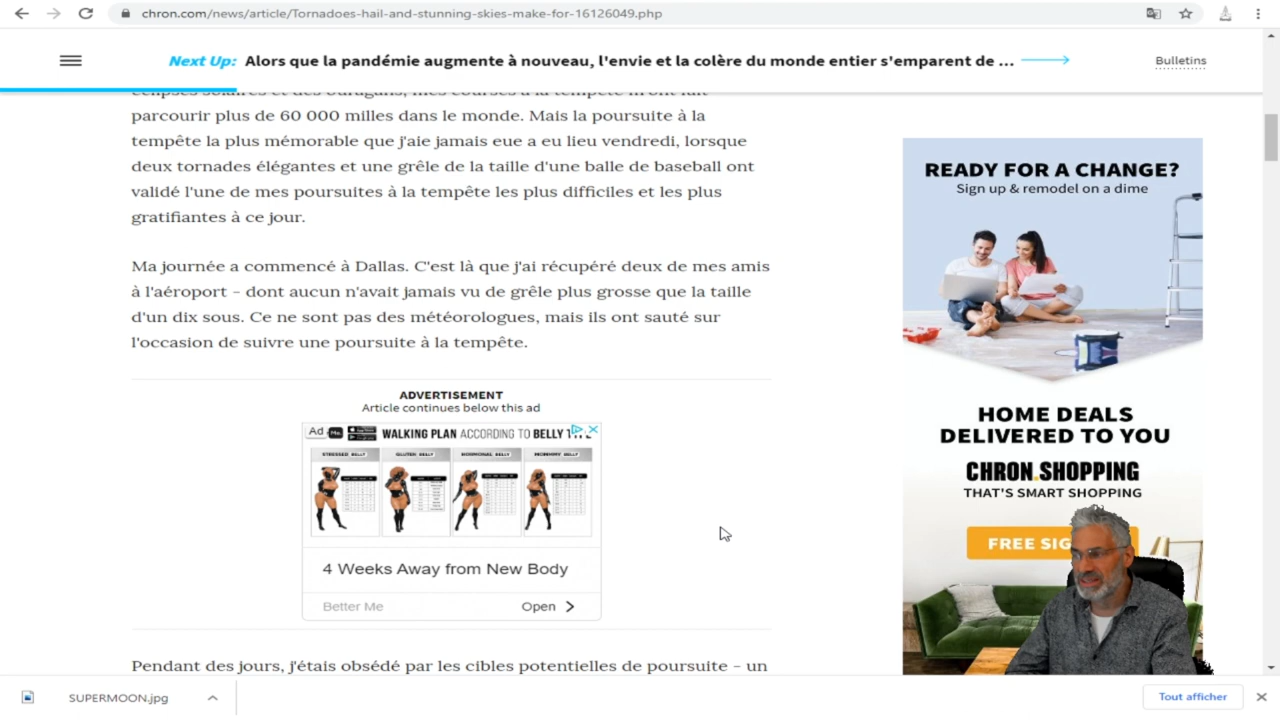 chron.com/news/article/Tornadoes-hail-and-stunning-skies-make-for-16126049.php
Next Up: Alors que la pandémie augmente à nouveau, l'envie et la colère du monde entier s'emparent de ...
Bulletins
parcourir plus de 60 000 milles dans le monde. Mais la poursuite à la
tempête la plus mémorable que j'aie jamais eue a eu lieu vendredi, lorsque
deux tornades élégantes et une grêle de la taille d'une balle de baseball ont
validé l'une de mes poursuites à la tempête les plus difficiles et les plus
gratifiantes à ce jour.
Ma journée a commencé à Dallas. C'est là que j'ai récupéré deux de mes amis
à l'aéroport – dont aucun n'avait jamais vu de grêle plus grosse que la taille
d'un dix sous. Ce ne sont pas des météorologues, mais ils ont sauté sur
l'occasion de suivre une poursuite à la tempête.
ADVERTISEMENT
Article continues below this ad
Ad
WALKING PLAN ACCORDING TO BELLY
STRESSED BELLY
GLUTEN BELLY
HORMONAL BELLY
MOMMY BELLY
4 Weeks Away from New Body
Better Me
Open
Pendant des jours, j'étais obsédé par les cibles potentielles de poursuite – un
READY FOR A CHANGE?
Sign up & remodel on a dime
HOME DEALS
DELIVERED TO YOU
CHRON.SHOPPING
THAT'S SMART SHOPPING
FREE
SUPERMOON.jpg
Tout afficher